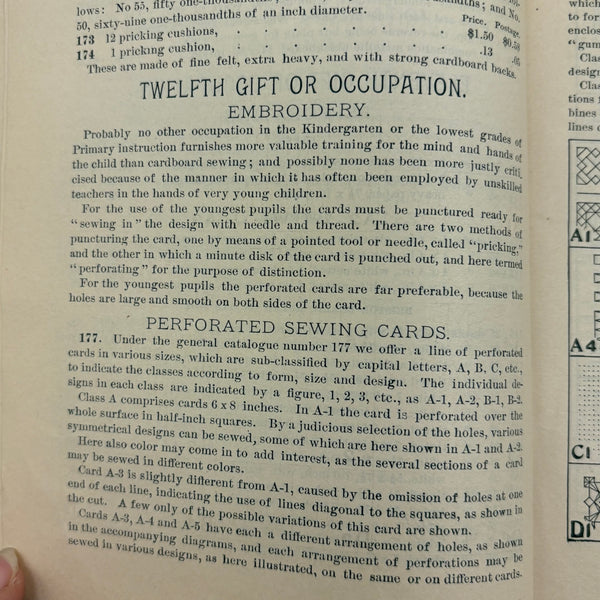 lows: No 55, fifty one-thousandths; and No.
50, sixty-nine one-thousandths of an inch diameter.
Price. Postage.
173 12 pricking cushions, . . . . . . . $1.50 $0.58
174 1 pricking cushion, . . . . . . . .13 .05
These are made of fine felt, extra heavy, and with strong cardboard backs.
TWELFTH GIFT OR OCCUPATION.
EMBROIDERY.
Probably no other occupation in the Kindergarten or the lowest grades of
Primary instruction furnishes more valuable training for the mind and hands of
the child than cardboard sewing; and possibly none has been more justly criti-
cised because of the manner in which it has often been employed by unskilled
teachers in the hands of very young children.
For the use of the youngest pupils the cards must be punctured ready for
"sewing in" the design with needle and thread. There are two methods of
puncturing the card, one by means of a pointed tool or needle, called "pricking,"
and the other in which a minute disk of the card is punched out, and here termed
"perforating" for the purpose of distinction.
For the youngest pupils the perforated cards are far preferable, because the
holes are large and smooth on both sides of the card.
PERFORATED SEWING CARDS.
177. Under the general catalogue number 177 we offer a line of perforated
cards in various sizes, which are sub-classified by capital letters, A, B, C, etc.,
to indicate the classes according to form, size and design. The individual de-
signs in each class are indicated by a figure, 1, 2, 3, etc., as A-1, A-2, B-1, B-2.
Class A comprises cards 6 x 8 inches. In A-1 the card is perforated over the
whole surface in half-inch squares. By a judicious selection of the holes, various
symmetrical designs can be sewed, some of which are here shown in A-1 and A-2.
Here also color may come in to add interest, as the several sections of a card
may be sewed in different colors.
Card A-3 is slightly different from A-1, caused by the omission of holes at one
end of each line, indicating the use of lines diagonal to the squares, as shown in
the cut. A few only of the possible variations of this card are shown.
Cards A-3, A-4 and A-5 have each a different arrangement of holes, as shown
in the accompanying diagrams, and each arrangement of perforations may be
sewed in various designs, as here illustrated, on the same or on different cards.
which
to for
enclos
"gum
Clas
design
Clas
tions f
bines
lines o
A1
A4
C1
D1